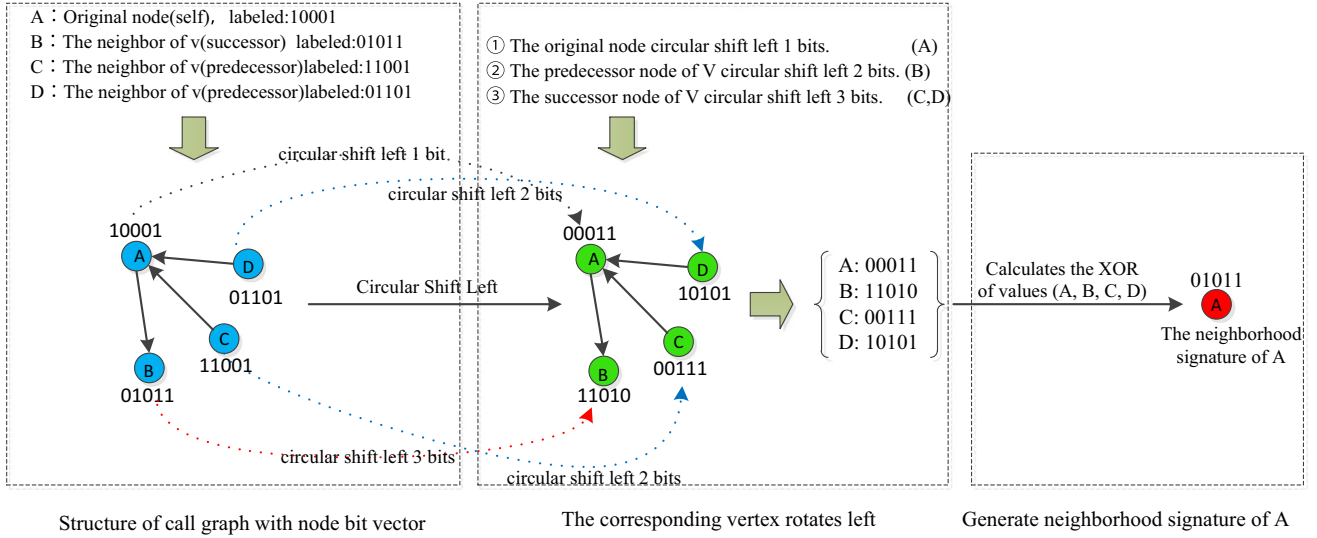 A：Original node(self), labeled:10001
B：The neighbor of v(successor) labeled:01011
C：The neighbor of v(predecessor)labeled:11001
D：The neighbor of v(predecessor)labeled:01101
① The original node circular shift left 1 bits. (A)
② The predecessor node of V circular shift left 2 bits. (B)
③ The successor node of V circular shift left 3 bits. (C,D)
circular shift left 1 bit
circular shift left 2 bits
10001
A
D
01101
C
11001
B
01011
Circular Shift Left
00011
A
D
10101
C
00111
B
11010
circular shift left 3 bits
circular shift left 2 bits
A: 00011
B: 11010
C: 00111
D: 10101
Calculates the XOR
of values (A, B, C, D)
01011
A
The neighborhood
signature of A
Structure of call graph with node bit vector
The corresponding vertex rotates left
Generate neighborhood signature of A